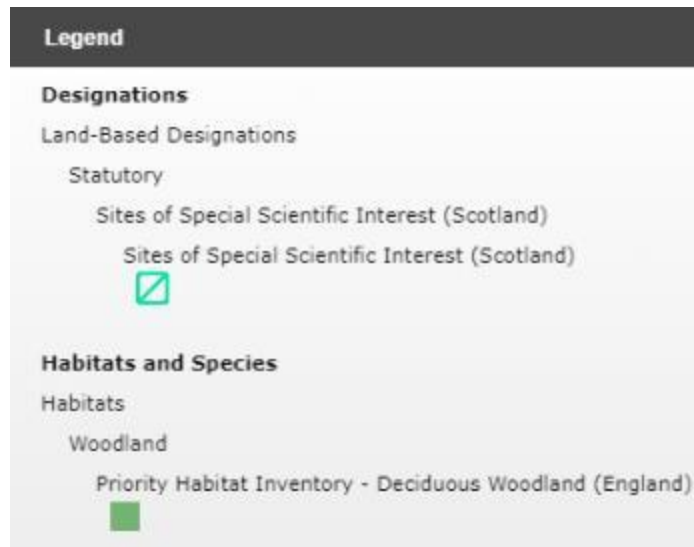 Legend
Designations
Land-Based Designations
Statutory
Sites of Special Scientific Interest (Scotland)
Sites of Special Scientific Interest (Scotland)
Habitats and Species
Habitats
Woodland
Priority Habitat Inventory - Deciduous Woodland (England)